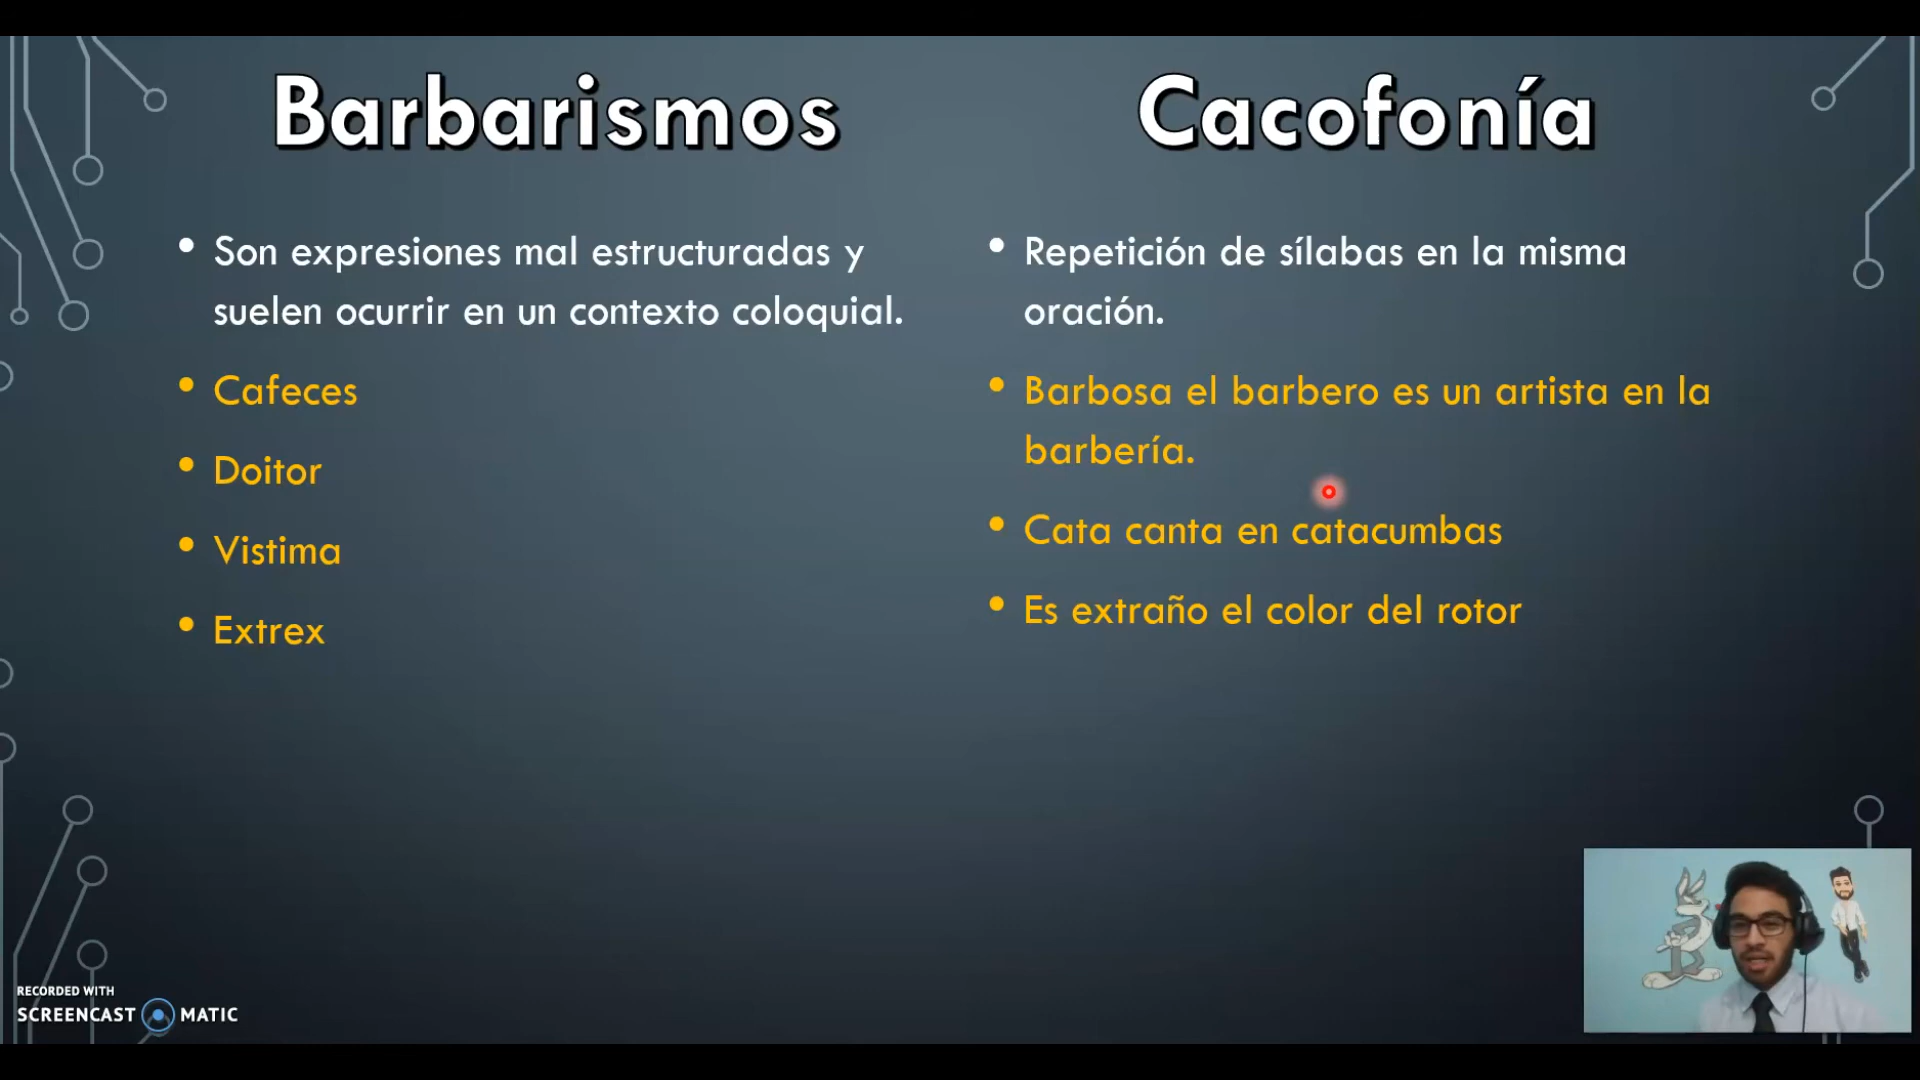 Barbarismos
• Son expresiones mal estructuradas y
suelen ocurrir en un contexto coloquial.
• Cafeces
• Doitor
• Vistima
• Extrex
Cacofonía
• Repetición de sílabas en la misma
oración.
• Barbosa el barbero es un artista en la
barbería.
• Cata canta en catacumbas
• Es extraño el color del rotor
RECORDED WITH
SCREENCAST MATIC